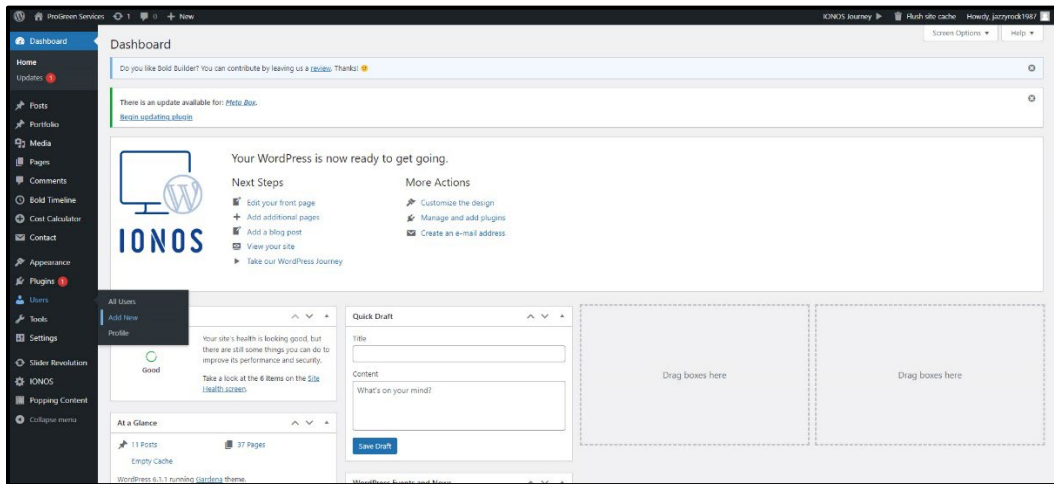 ProGreen Services 1 0 + New IONOS Journey Flush site cache Howdy, jazzyrock1987
Screen Options Help
Dashboard
Home
Updates 1
Posts
Portfolio
Media
Pages
Comments
Bold Timeline
Cost Calculator
Contact
Appearance
Plugins 1
Users
Tools
Settings
Slider Revolution
IONOS
Popping Content
Collapse menu
All Users
Add New
Profile
Dashboard
Do you like Bold Builder? You can contribute by leaving us a review. Thanks!
There is an update available for: Meta Box.
Begin updating plugin
IONOS
Your WordPress is now ready to get going.
Next Steps
Edit your front page
Add additional pages
Add a blog post
View your site
Take our WordPress Journey
More Actions
Customize the design
Manage and add plugins
Create an e-mail address
Good
Your site's health is looking good, but
there are still some things you can do to
improve its performance and security.
Take a look at the 6 items on the Site
Health screen.
At a Glance
11 Posts 37 Pages
Empty Cache
WordPress 6.1.1 running Gardena theme.
Quick Draft
Title
Content
What's on your mind?
Save Draft
WordPress Events and News
Drag boxes here
Drag boxes here